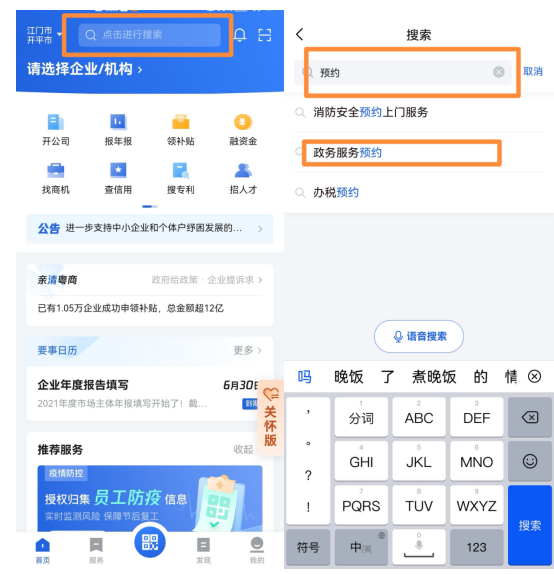 江门市
开平市
点击进行搜索
请选择企业/机构 ›
开公司
报年报
领补贴
融资金
找商机
查信用
搜专利
招人才
公告 进一步支持中小企业和个体户纾困发展的...
亲清粤商
政府给政策 · 企业提诉求 >
已有1.05万企业成功申领补贴，总金额超12亿
要事日历
更多 >
企业年度报告填写
6月30
2021年度市场主体年报填写开始了！截...
关怀版
推荐服务
收起
疫情防控
授权归集 员工防疫 信息
实时监测风险 保障节后复工
首页
服务
发现
我的
搜索
预约
取消
消防安全预约上门服务
政务服务预约
办税预约
语音搜索
吗 晚饭 了 煮晚饭 的 情
，
。
？
！
1
分词
2
ABC
3
DEF
4
GHI
5
JKL
6
MNO
7
PQRS
8
TUV
9
WXYZ
搜索
符号
中/英
0
123